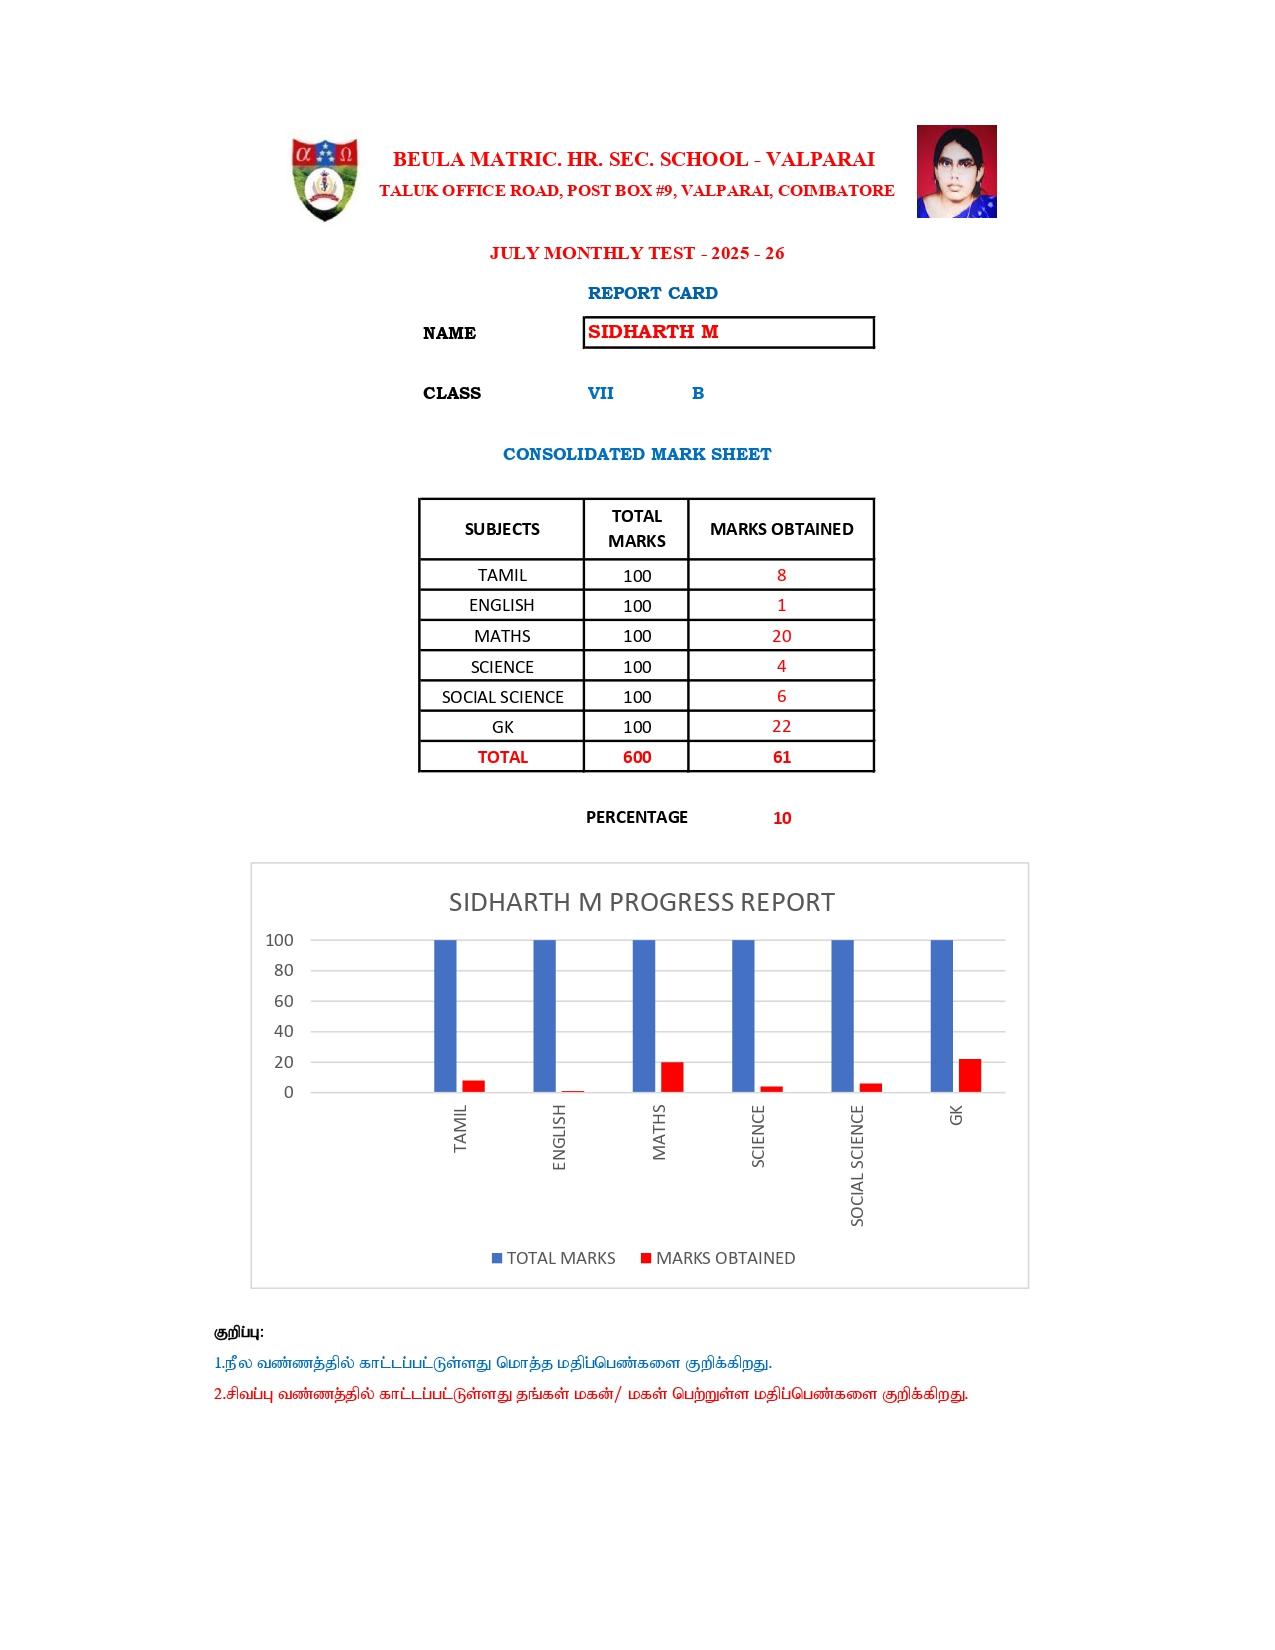 α Ω
BEULA MATRIC. HR. SEC. SCHOOL - VALPARAI
TALUK OFFICE ROAD, POST BOX #9, VALPARAI, COIMBATORE
JULY MONTHLY TEST - 2025 - 26
REPORT CARD
NAME SIDHARTH M
CLASS VII B
CONSOLIDATED MARK SHEET
SUBJECTS TOTAL MARKS MARKS OBTAINED
TAMIL 100 8
ENGLISH 100 1
MATHS 100 20
SCIENCE 100 4
SOCIAL SCIENCE 100 6
GK 100 22
TOTAL 600 61
PERCENTAGE 10
SIDHARTH M PROGRESS REPORT
100
80
60
40
20
0
TAMIL ENGLISH MATHS SCIENCE SOCIAL SCIENCE GK
TOTAL MARKS MARKS OBTAINED
குறிப்பு:
1.நீல வண்ணத்தில் காட்டப்பட்டுள்ளது மொத்த மதிப்பெண்களை குறிக்கிறது.
2.சிவப்பு வண்ணத்தில் காட்டப்பட்டுள்ளது தங்கள் மகன்/ மகள் பெற்றுள்ள மதிப்பெண்களை குறிக்கிறது.